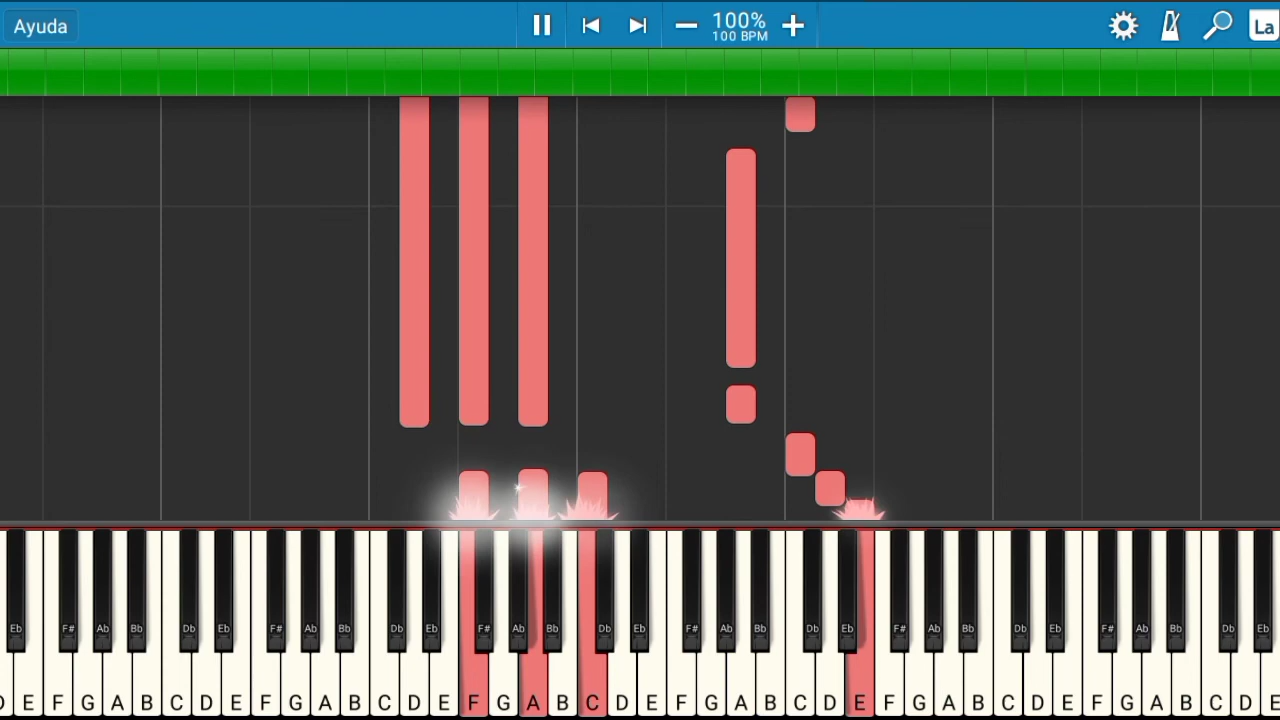 Ayuda
100%
100 BPM
La
Eb F# Ab Bb Db Eb F# Ab Bb Db Eb F# Ab Bb Db Eb F# Ab Bb Db Eb F# Ab Bb Db Eb F# Ab Bb Db Eb
D E F G A B C D E F G A B C D E F G A B C D E F G A B C D E F G A B C D E F G A B C D E